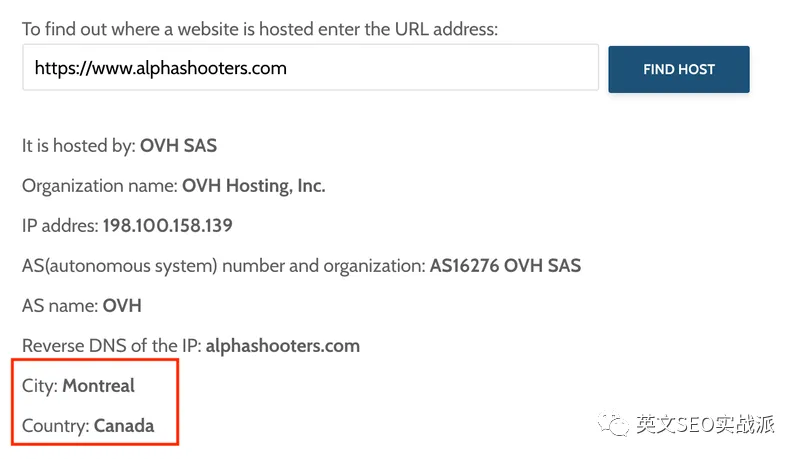 To find out where a website is hosted enter the URL address:
https://www.alphashooters.com
FIND HOST
It is hosted by: OVH SAS
Organization name: OVH Hosting, Inc.
IP addres: 198.100.158.139
AS(autonomous system) number and organization: AS16276 OVH SAS
AS name: OVH
Reverse DNS of the IP: alphashooters.com
City: Montreal
Country: Canada
英文SEO实战派